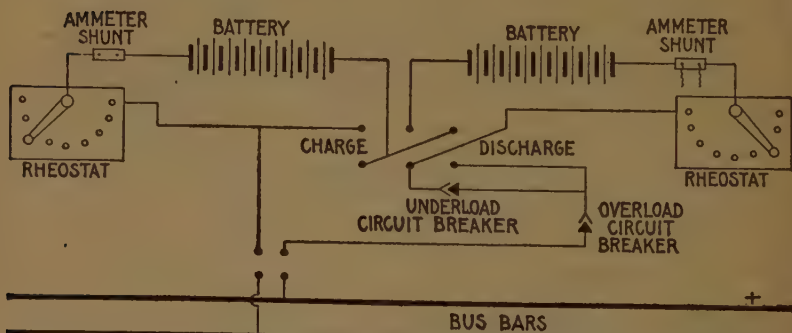 AMMETER
SHUNT
BATTERY
BATTERY
AMMETER
SHUNT
CHARGE
DISCHARGE
RHEOSTAT
RHEOSTAT
UNDERLOAD
CIRCUIT BREAKER
OVERLOAD
CIRCUIT
BREAKER
+
BUS BARS